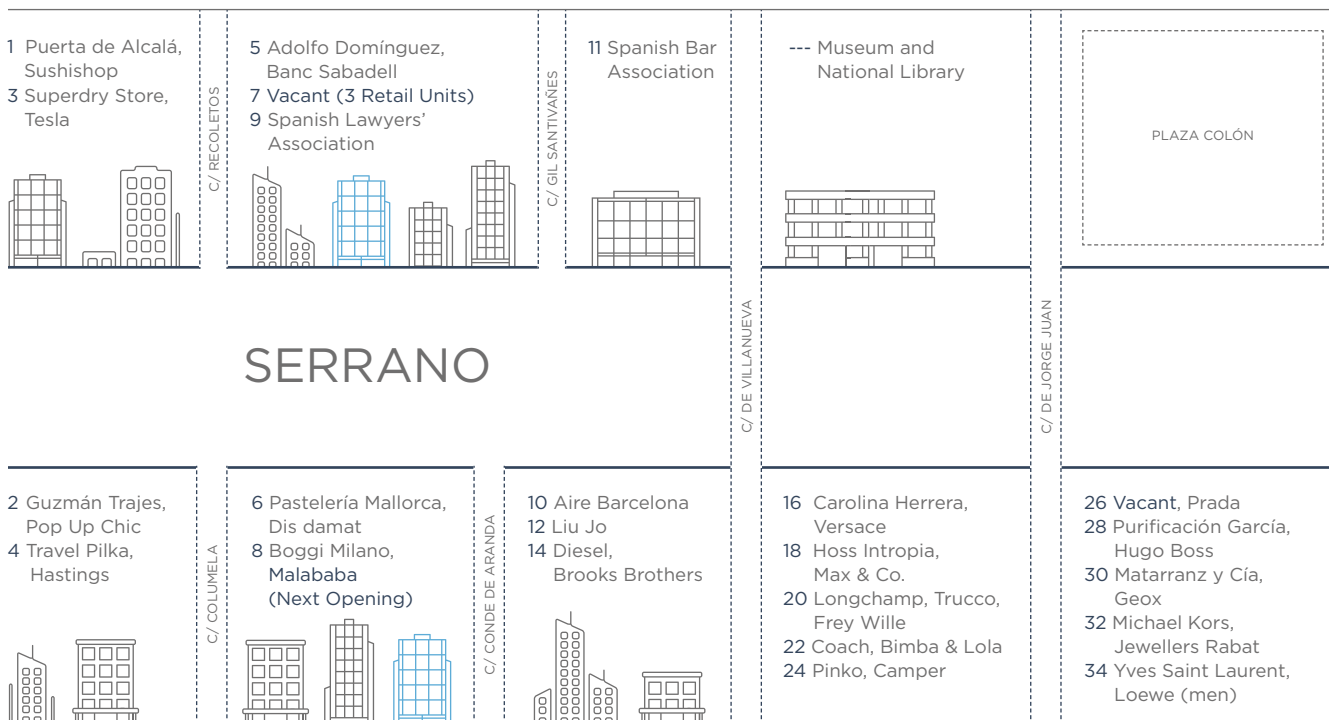 1 Puerta de Alcalá,
Sushishop
3 Superdry Store,
Tesla
C/ RECOLETOS
5 Adolfo Domínguez,
Banc Sabadell
7 Vacant (3 Retail Units)
9 Spanish Lawyers’
Association
C/ GIL SANTIVAÑES
11 Spanish Bar
Association
--- Museum and
National Library
PLAZA COLÓN
SERRANO
C/ DE VILLANUEVA
C/ DE JORGE JUAN
2 Guzmán Trajes,
Pop Up Chic
4 Travel Pilka,
Hastings
C/ COLUMELA
6 Pastelería Mallorca,
Dis damat
8 Boggi Milano,
Malababa
(Next Opening)
C/ CONDE DE ARANDA
10 Aire Barcelona
12 Liu Jo
14 Diesel,
Brooks Brothers
16 Carolina Herrera,
Versace
18 Hoss Intropia,
Max & Co.
20 Longchamp, Trucco,
Frey Wille
22 Coach, Bimba & Lola
24 Pinko, Camper
26 Vacant, Prada
28 Purificación García,
Hugo Boss
30 Matarranz y Cía,
Geox
32 Michael Kors,
Jewellers Rabat
34 Yves Saint Laurent,
Loewe (men)